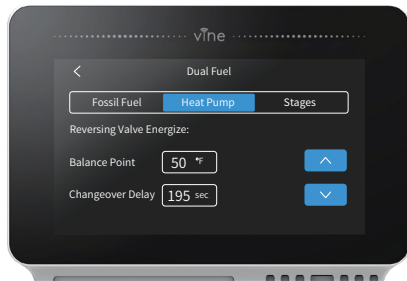 vine
Dual Fuel
Fossil Fuel Heat Pump Stages
Reversing Valve Energize:
Balance Point 50 °F
Changeover Delay 195 sec